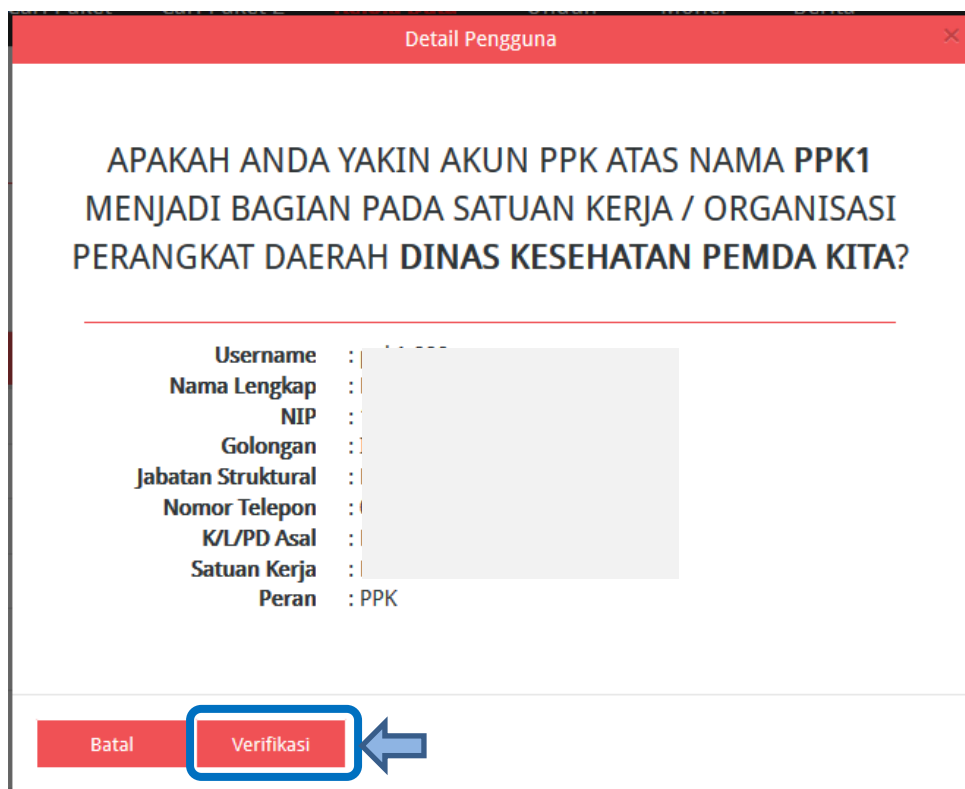 Detail Pengguna ×
APAKAH ANDA YAKIN AKUN PPK ATAS NAMA PPK1
MENJADI BAGIAN PADA SATUAN KERJA / ORGANISASI
PERANGKAT DAERAH DINAS KESEHATAN PEMDA KITA?
Username :
Nama Lengkap :
NIP :
Golongan :
Jabatan Struktural :
Nomor Telepon :
K/L/PD Asal :
Satuan Kerja :
Peran : PPK
Batal Verifikasi